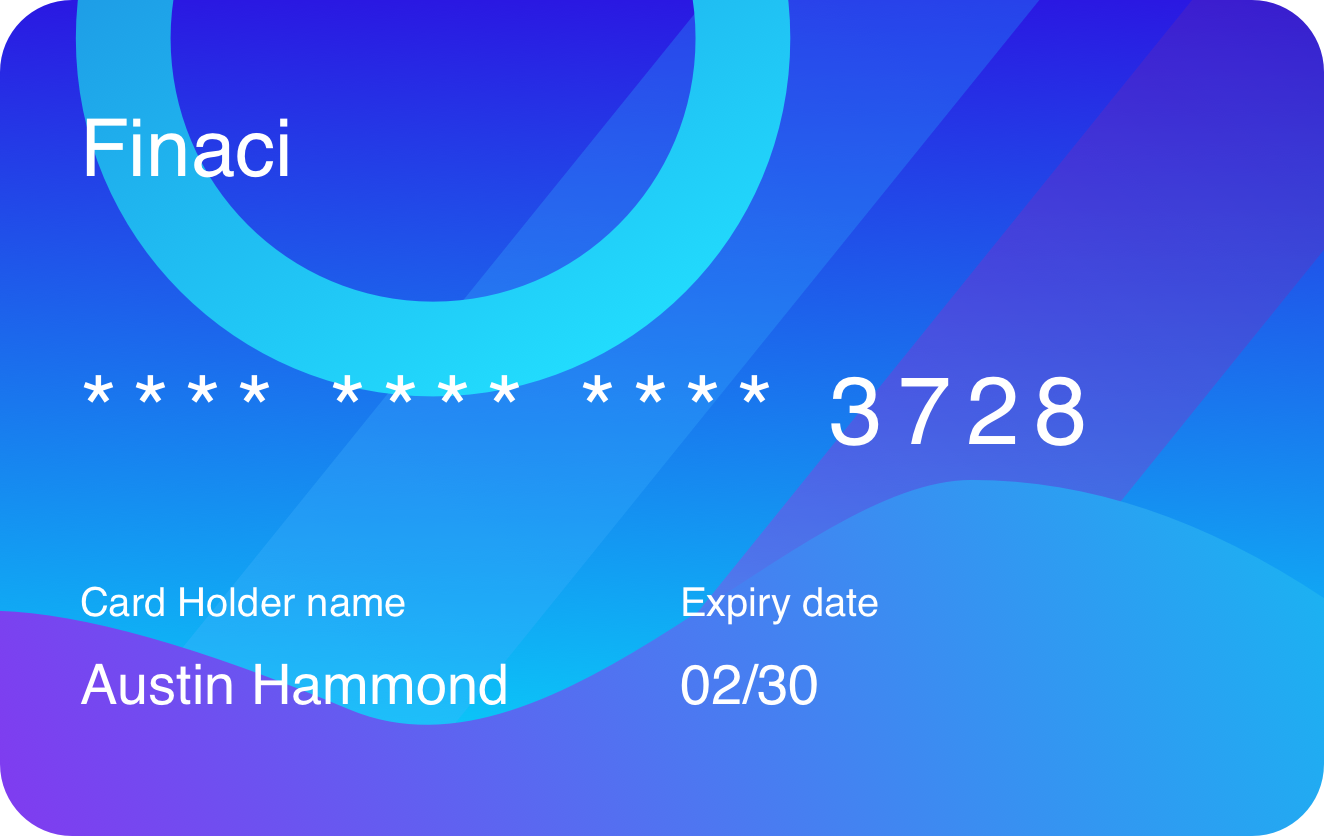 Finaci
**** **** **** 3728
Card Holder name
Expiry date
Austin Hammond
02/30